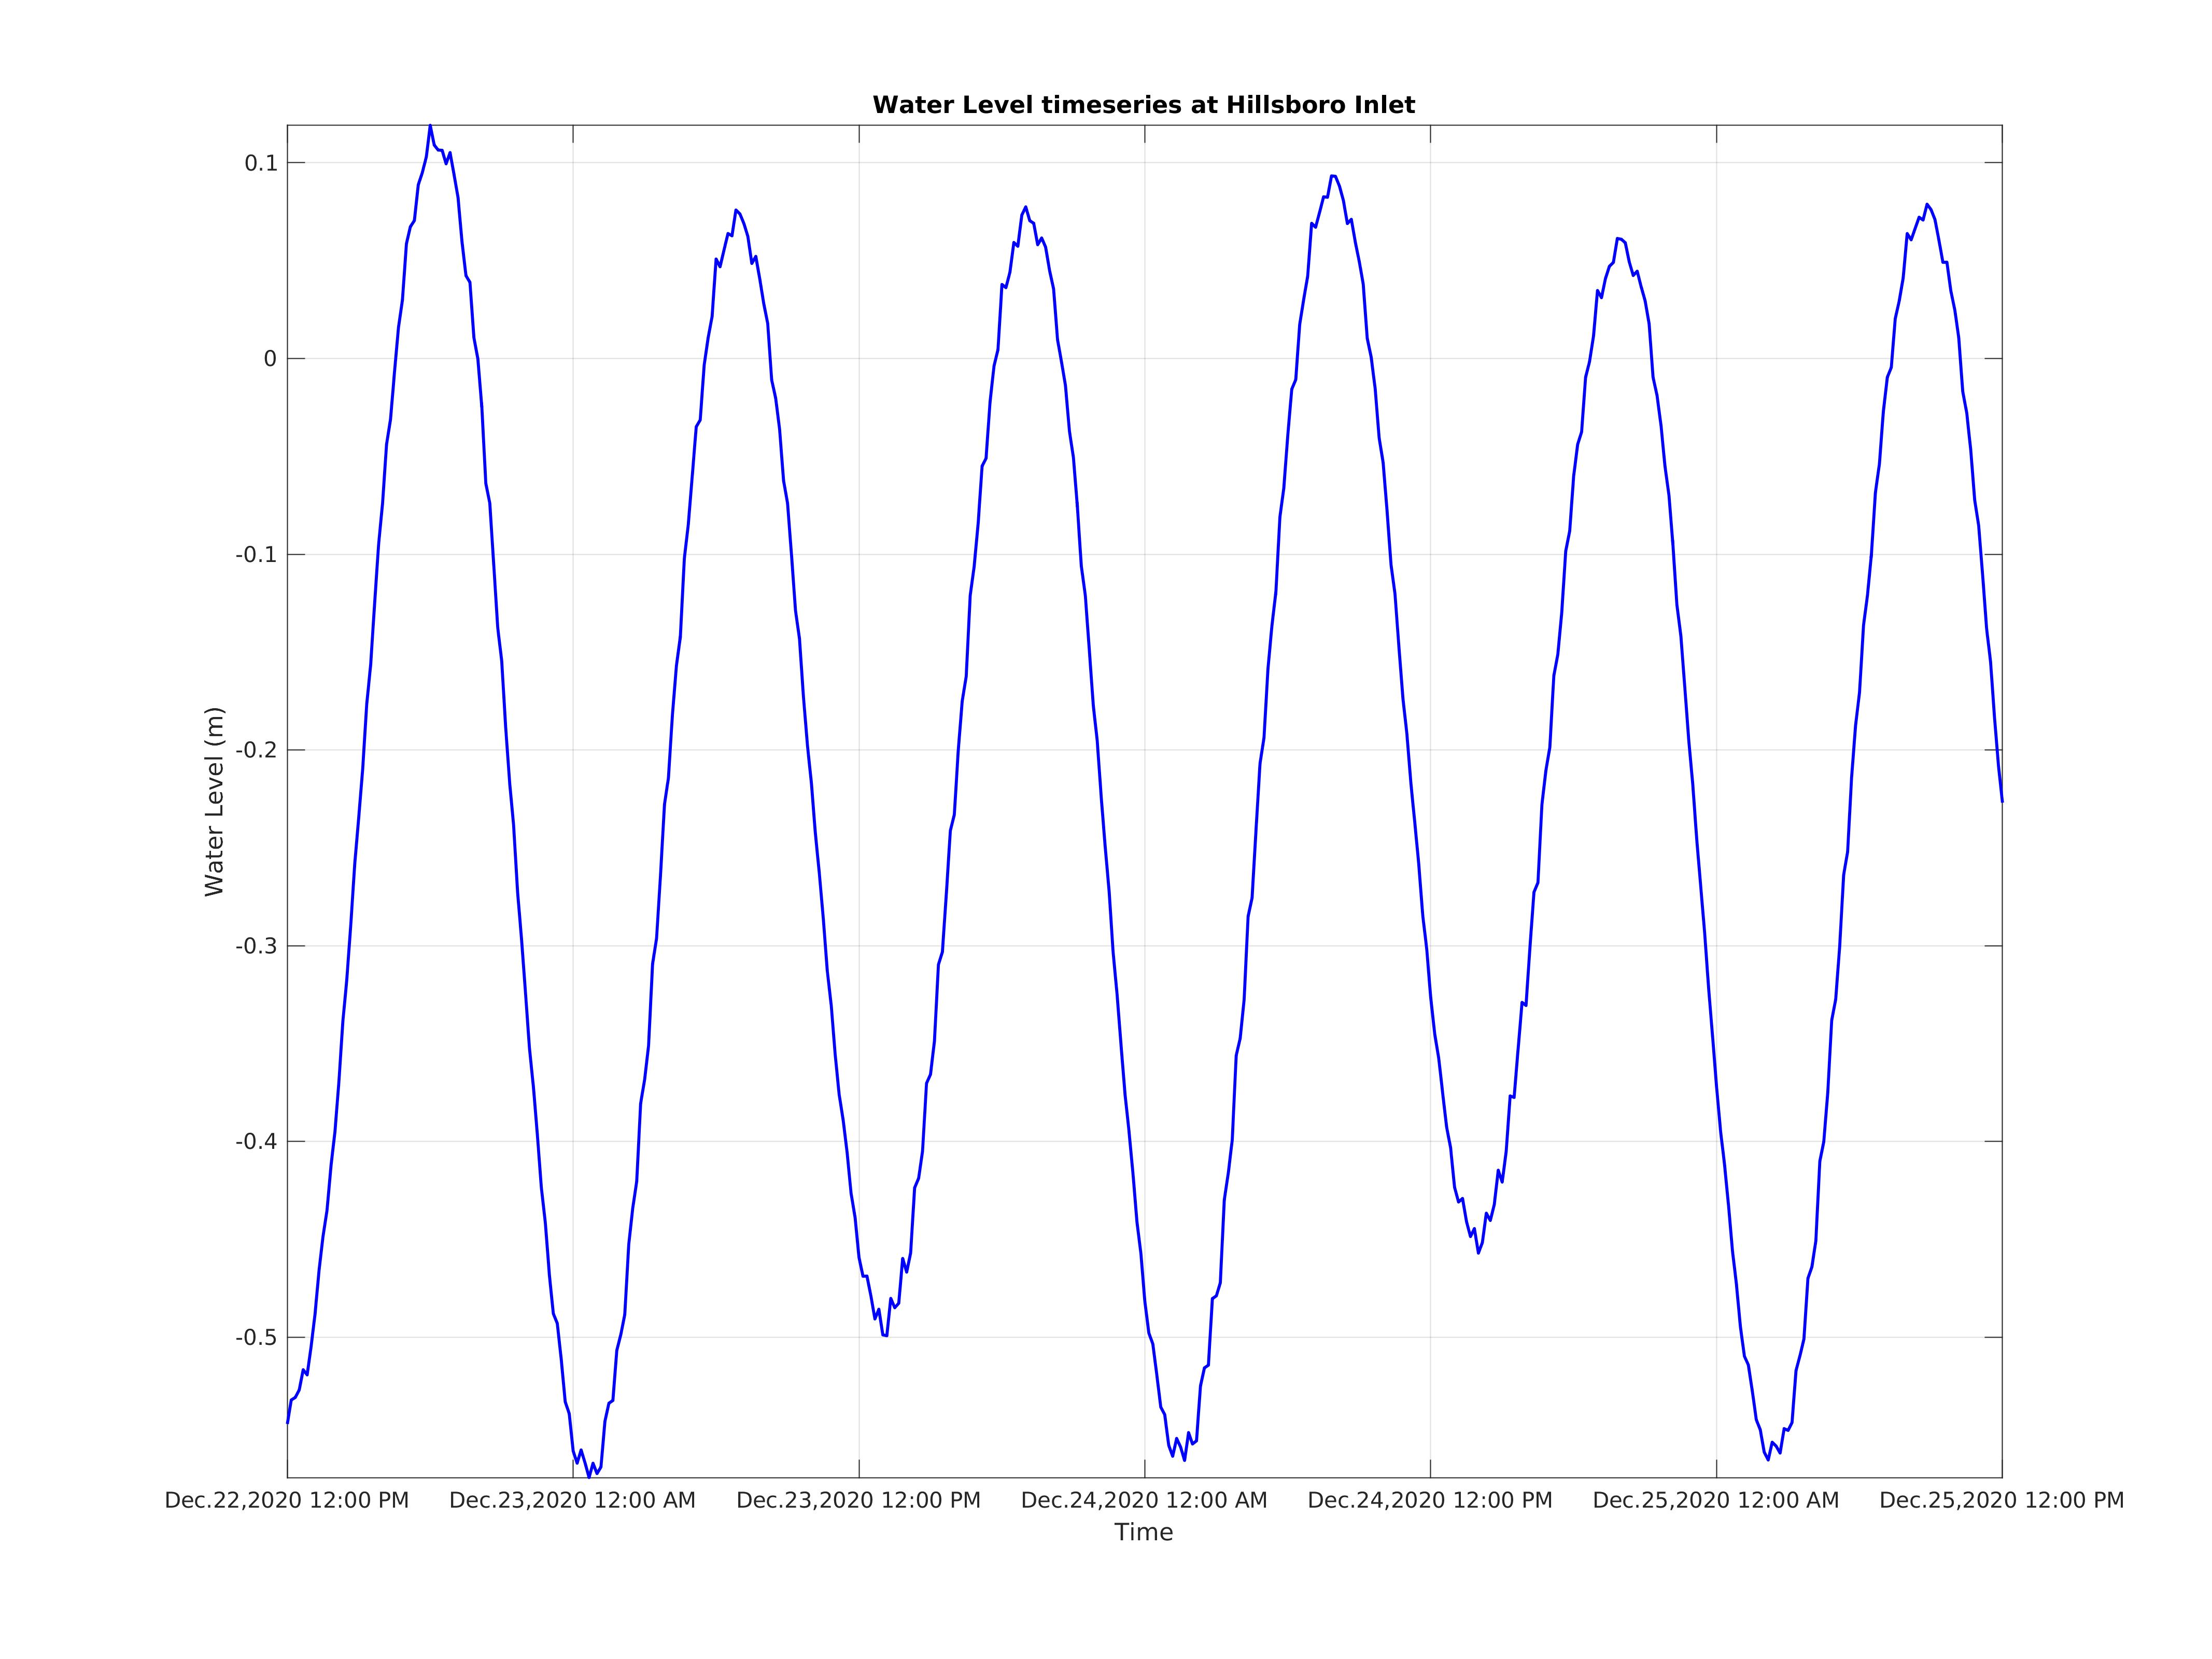 Water Level timeseries at Hillsboro Inlet
0.1
0
-0.1
-0.2
-0.3
-0.4
-0.5
Water Level (m)
Dec.22,2020 12:00 PM Dec.23,2020 12:00 AM Dec.23,2020 12:00 PM Dec.24,2020 12:00 AM Dec.24,2020 12:00 PM Dec.25,2020 12:00 AM Dec.25,2020 12:00 PM
Time